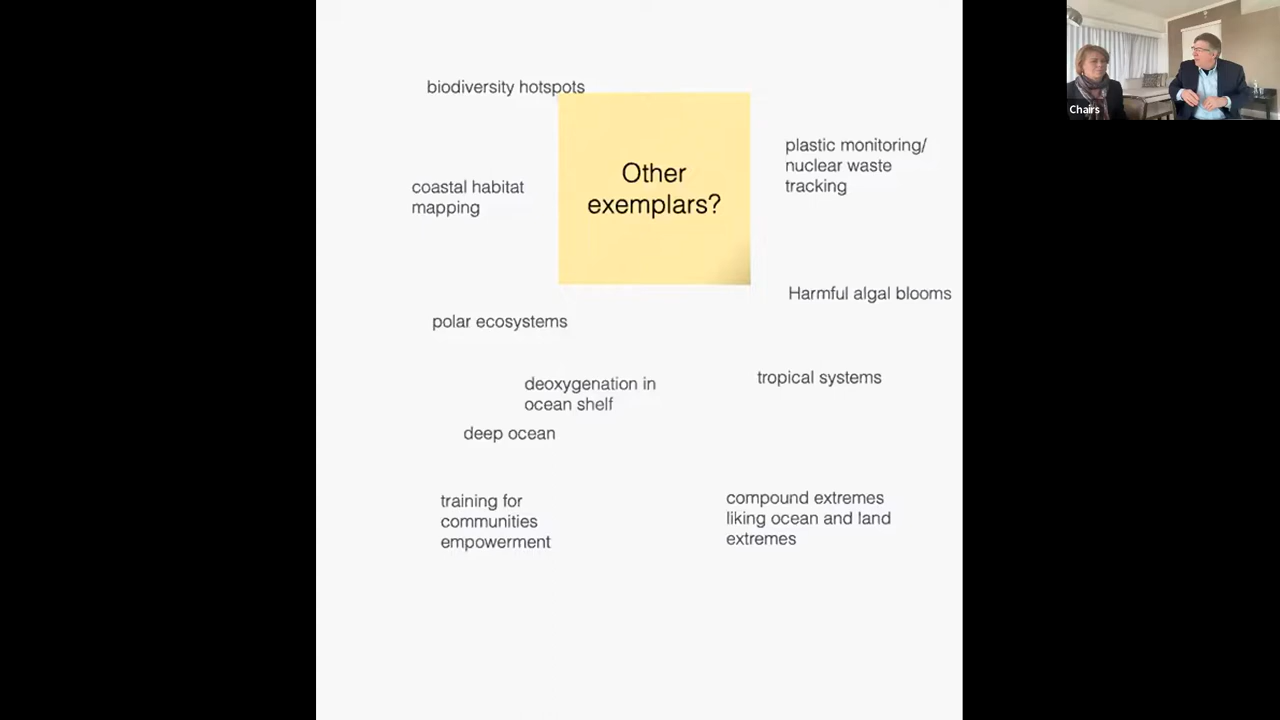 biodiversity hotspots
Other
exemplars?
plastic monitoring/
nuclear waste
tracking
coastal habitat
mapping
Harmful algal blooms
polar ecosystems
tropical systems
deoxygenation in
ocean shelf
deep ocean
training for
communities
empowerment
compound extremes
liking ocean and land
extremes
Chairs